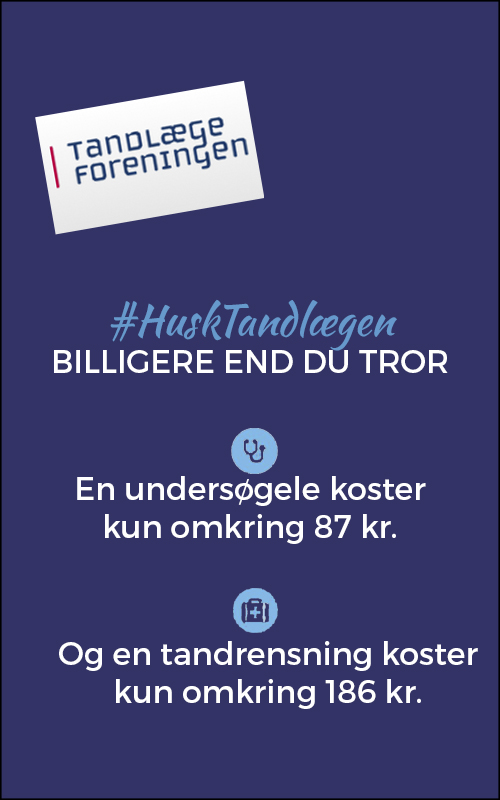 Tandlæge
foreningen
#HuskTandlægen
BILLIGERE END DU TROR
En undersøgele koster
kun omkring 87 kr.
Og en tandrensning koster
kun omkring 186 kr.